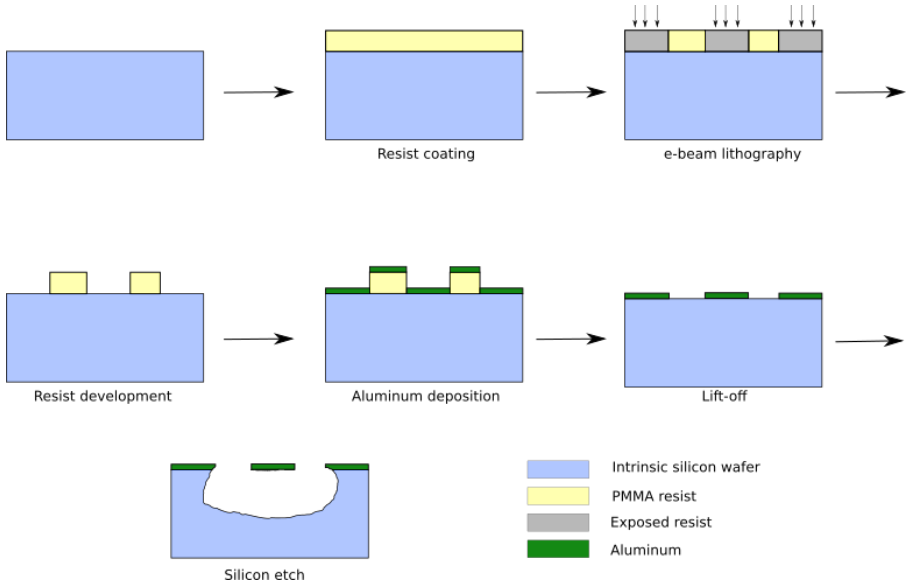 Resist coating
e-beam lithography
Resist development
Aluminum deposition
Lift-off
Silicon etch
Intrinsic silicon wafer
PMMA resist
Exposed resist
Aluminum